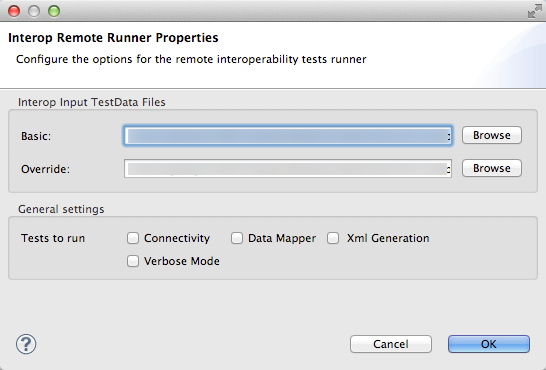 Interop Remote Runner Properties
Configure the options for the remote interoperability tests runner
Interop Input TestData Files
Basic: Browse
Override: Browse
General settings
Tests to run Connectivity Data Mapper Xml Generation
Verbose Mode
? Cancel OK